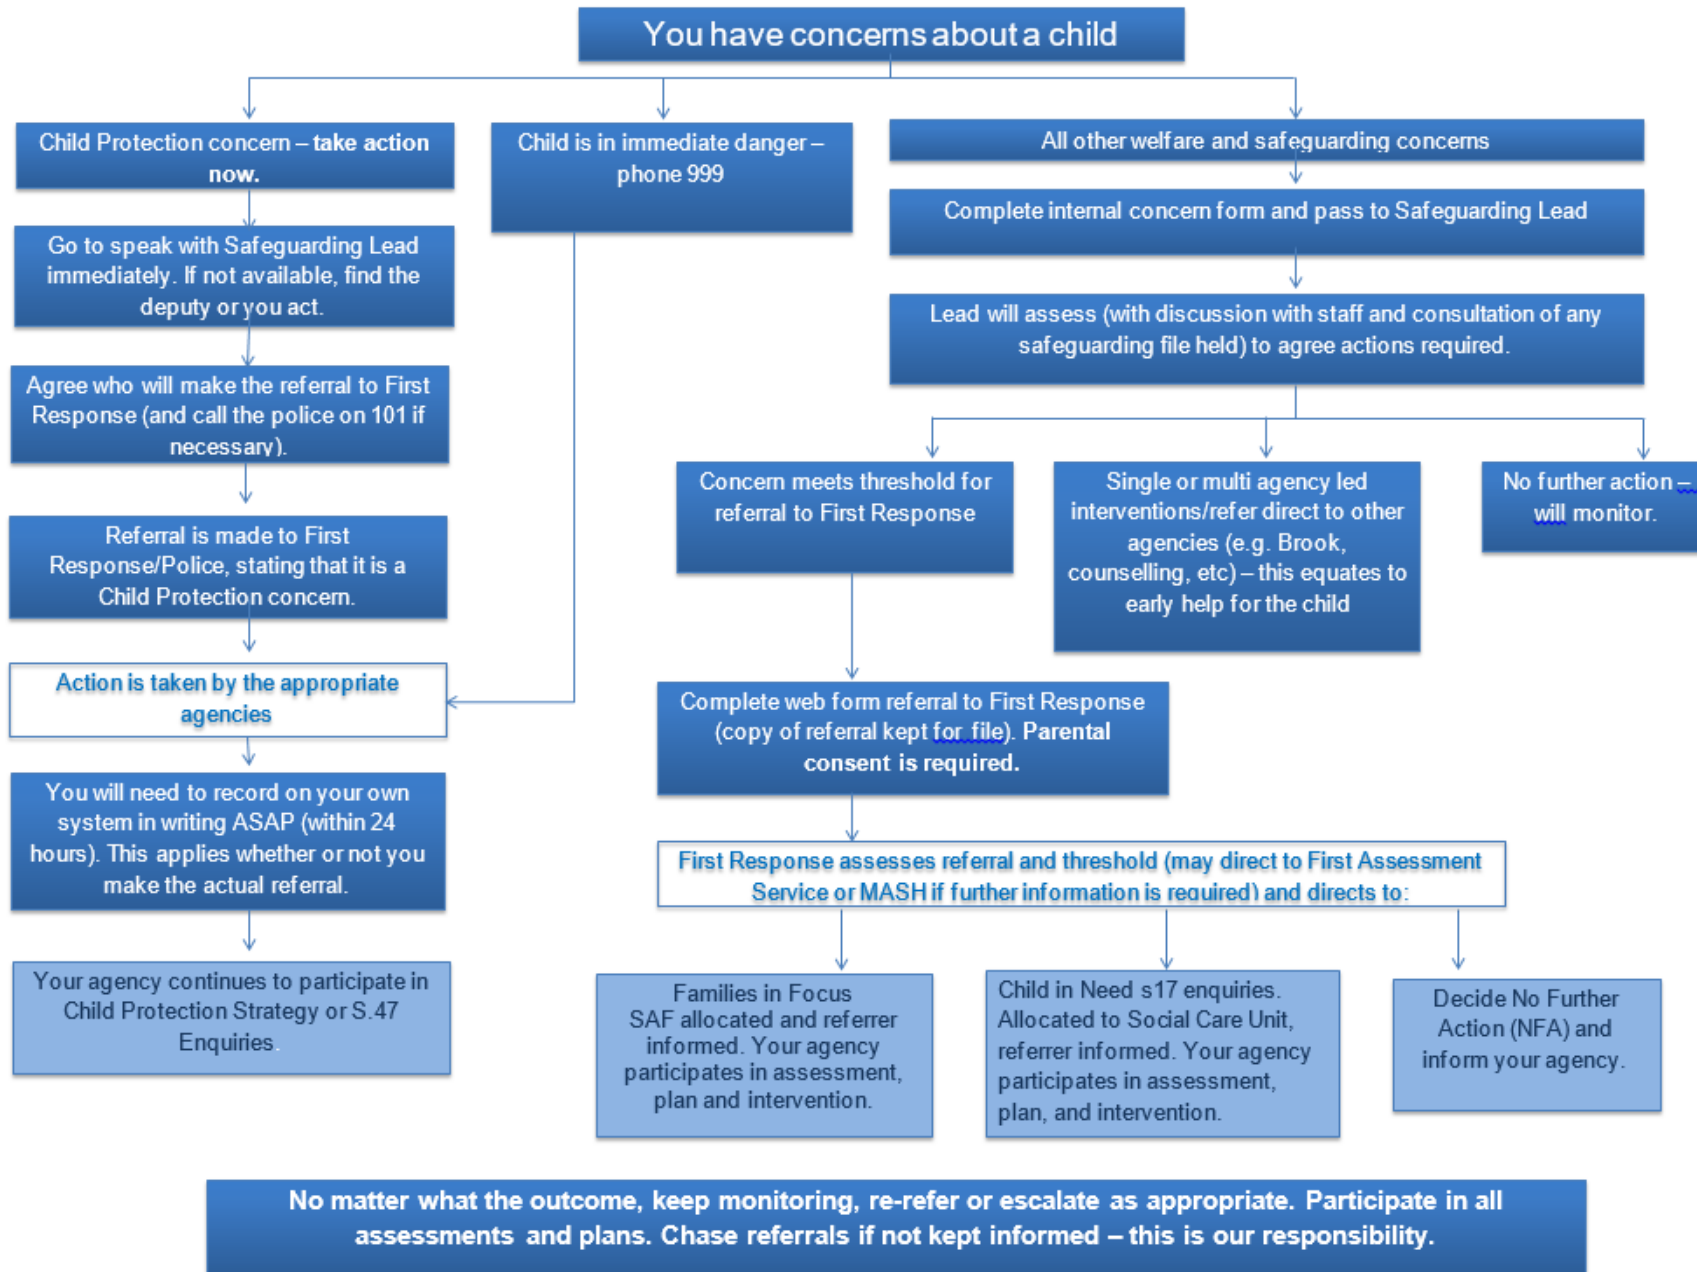 You have concerns about a child
Child Protection concern – take action
now.
Child is in immediate danger –
phone 999
All other welfare and safeguarding concerns
Go to speak with Safeguarding Lead
immediately. If not available, find the
deputy or you act.
Complete internal concern form and pass to Safeguarding Lead
Lead will assess (with discussion with staff and consultation of any
safeguarding file held) to agree actions required.
Agree who will make the referral to First
Response (and call the police on 101 if
necessary).
Concern meets threshold for
referral to First Response
Single or multi agency led
interventions/refer direct to other
agencies (e.g. Brook,
counselling, etc) – this equates to
early help for the child
No further action –
will monitor.
Referral is made to First
Response/Police, stating that it is a
Child Protection concern.
Action is taken by the appropriate
agencies
Complete web form referral to First Response
(copy of referral kept for file). Parental
consent is required.
You will need to record on your own
system in writing ASAP (within 24
hours). This applies whether or not you
make the actual referral.
First Response assesses referral and threshold (may direct to First Assessment
Service or MASH if further information is required) and directs to:
Your agency continues to participate in
Child Protection Strategy or S.47
Enquiries.
Families in Focus
SAF allocated and referrer
informed. Your agency
participates in assessment,
plan and intervention.
Child in Need s17 enquiries.
Allocated to Social Care Unit,
referrer informed. Your agency
participates in assessment,
plan, and intervention.
Decide No Further
Action (NFA) and
inform your agency.
No matter what the outcome, keep monitoring, re-refer or escalate as appropriate. Participate in all
assessments and plans. Chase referrals if not kept informed – this is our responsibility.